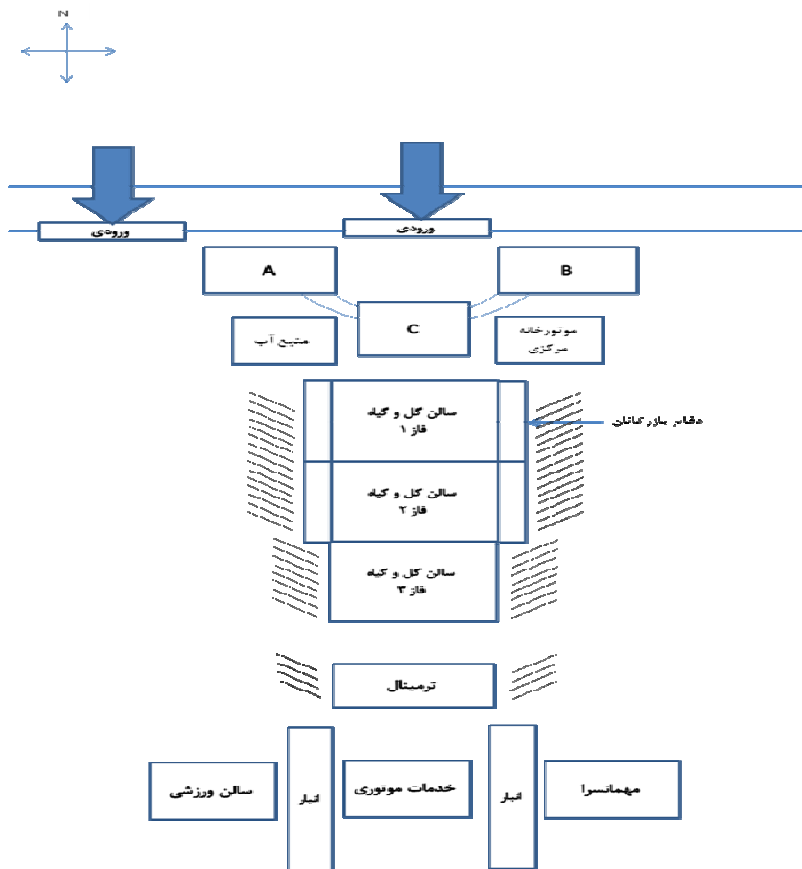 N
ورودی
ورودی
A
B
C
منبع آب
موتورخانه
مرکزی
سالن گل و گیاه
فاز ۱
دفاتر بازرگانان
سالن گل و گیاه
فاز ۲
سالن گل و گیاه
فاز ۳
ترمینال
سالن ورزشی
انبار
خدمات موتوری
انبار
مهمانسرا